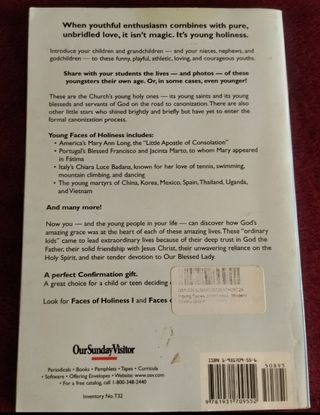 When youthful enthusiasm combines with pure,
unbridled love, it isn't magic. It's young holiness.
Introduce your children and grandchildren — and your nieces, nephews, and
godchildren — to these funny, playful, athletic, loving, and courageous youths.
Share with your students the lives — and photos — of these
youngsters their own age. Or, in some cases, even younger!
These are the Church's young holy ones — its young saints and its young
blesseds and servants of God on the road to canonization. There are also
other little stars who shined brightly and briefly but have yet to enter the
formal canonization process.
Young Faces of Holiness includes:
• America's Mary Ann Long, the "Little Apostle of Consolation"
• Portugal's Blessed Francisco and Jacinta Marto, to whom Mary appeared
in Fátima
• Italy's Chiara Luce Badana, known for her love of tennis, swimming,
mountain climbing, and dancing
• The young martyrs of China, Korea, Mexico, Spain, Thailand, Uganda,
and Vietnam
And many more!
Now you — and the young people in your life — can discover how God's
amazing grace was at the heart of each of these amazing lives. These "ordinary
kids" came to lead extraordinary lives because of their deep trust in God the
Father, their solid friendship with Jesus Christ, their unwavering reliance on the
Holy Spirit, and their tender devotion to Our Blessed Lady.
A perfect Confirmation gift.
A great choice for a child or teen deciding
Look for Faces of Holiness I and Faces
OurSundayVisitor
Periodicals • Books • Pamphlets • Tapes • Curricula
• Software • Offering Envelopes • Website: www.osv.com
• For a free catalog, call 1-800-348-2440
Inventory No. T32
ISBN 1-931709-55-6
50895
9 781931 709552